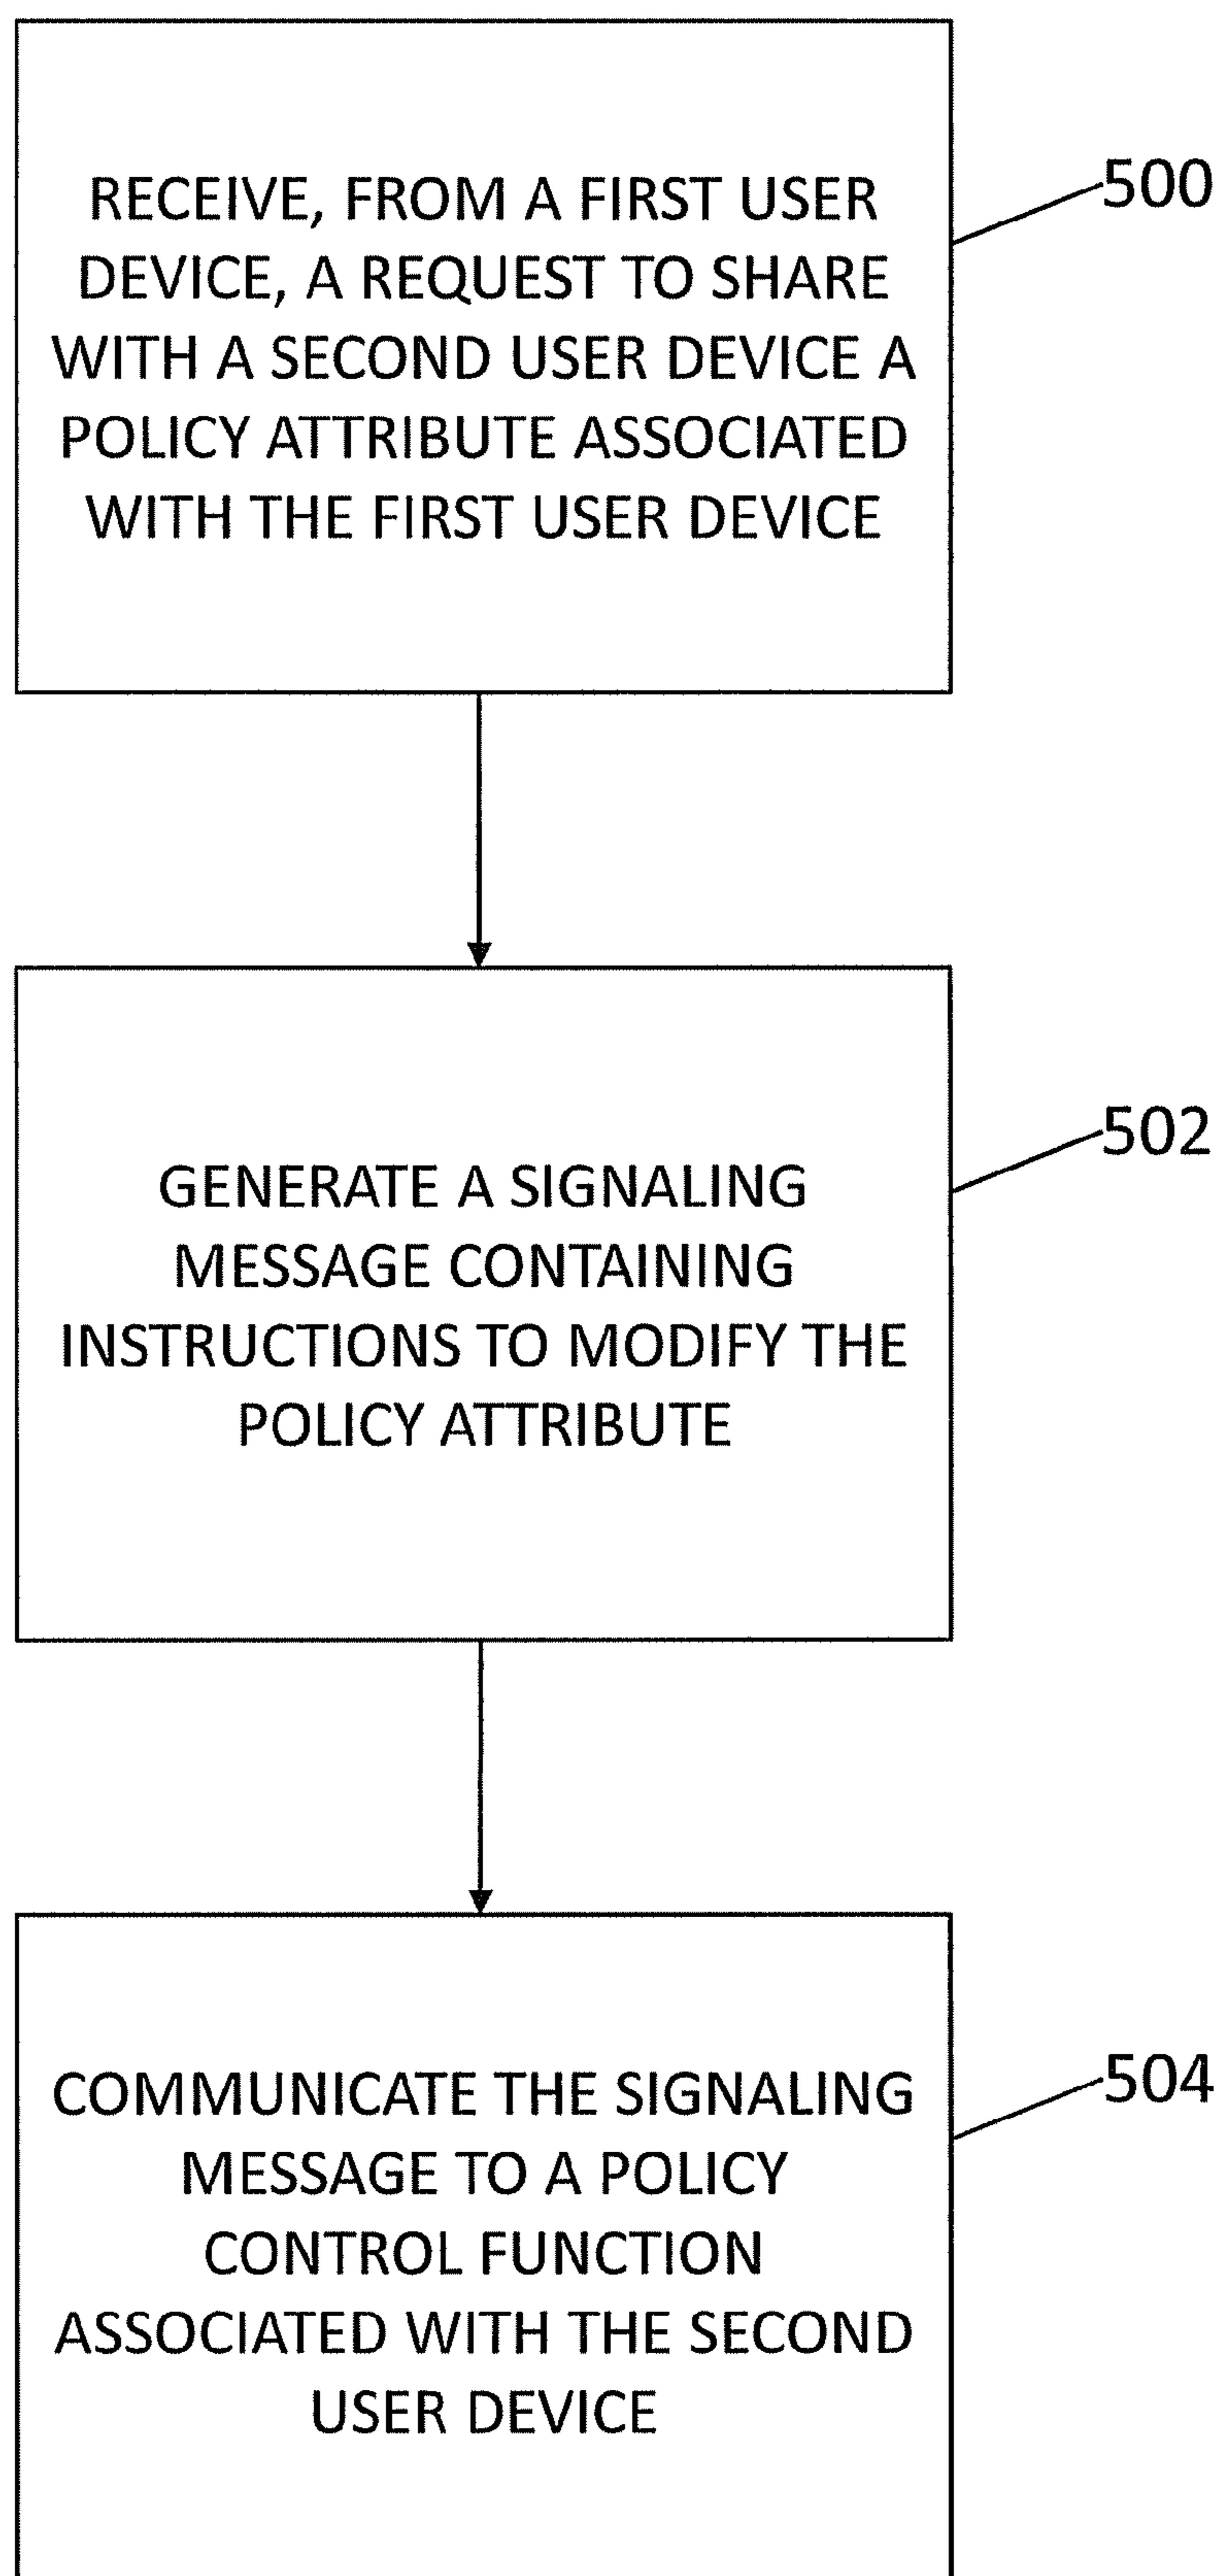 RECEIVE, FROM A FIRST USER
DEVICE, A REQUEST TO SHARE
WITH A SECOND USER DEVICE A
POLICY ATTRIBUTE ASSOCIATED
WITH THE FIRST USER DEVICE
500
GENERATE A SIGNALING
MESSAGE CONTAINING
INSTRUCTIONS TO MODIFY THE
POLICY ATTRIBUTE
502
COMMUNICATE THE SIGNALING
MESSAGE TO A POLICY
CONTROL FUNCTION
ASSOCIATED WITH THE SECOND
USER DEVICE
504